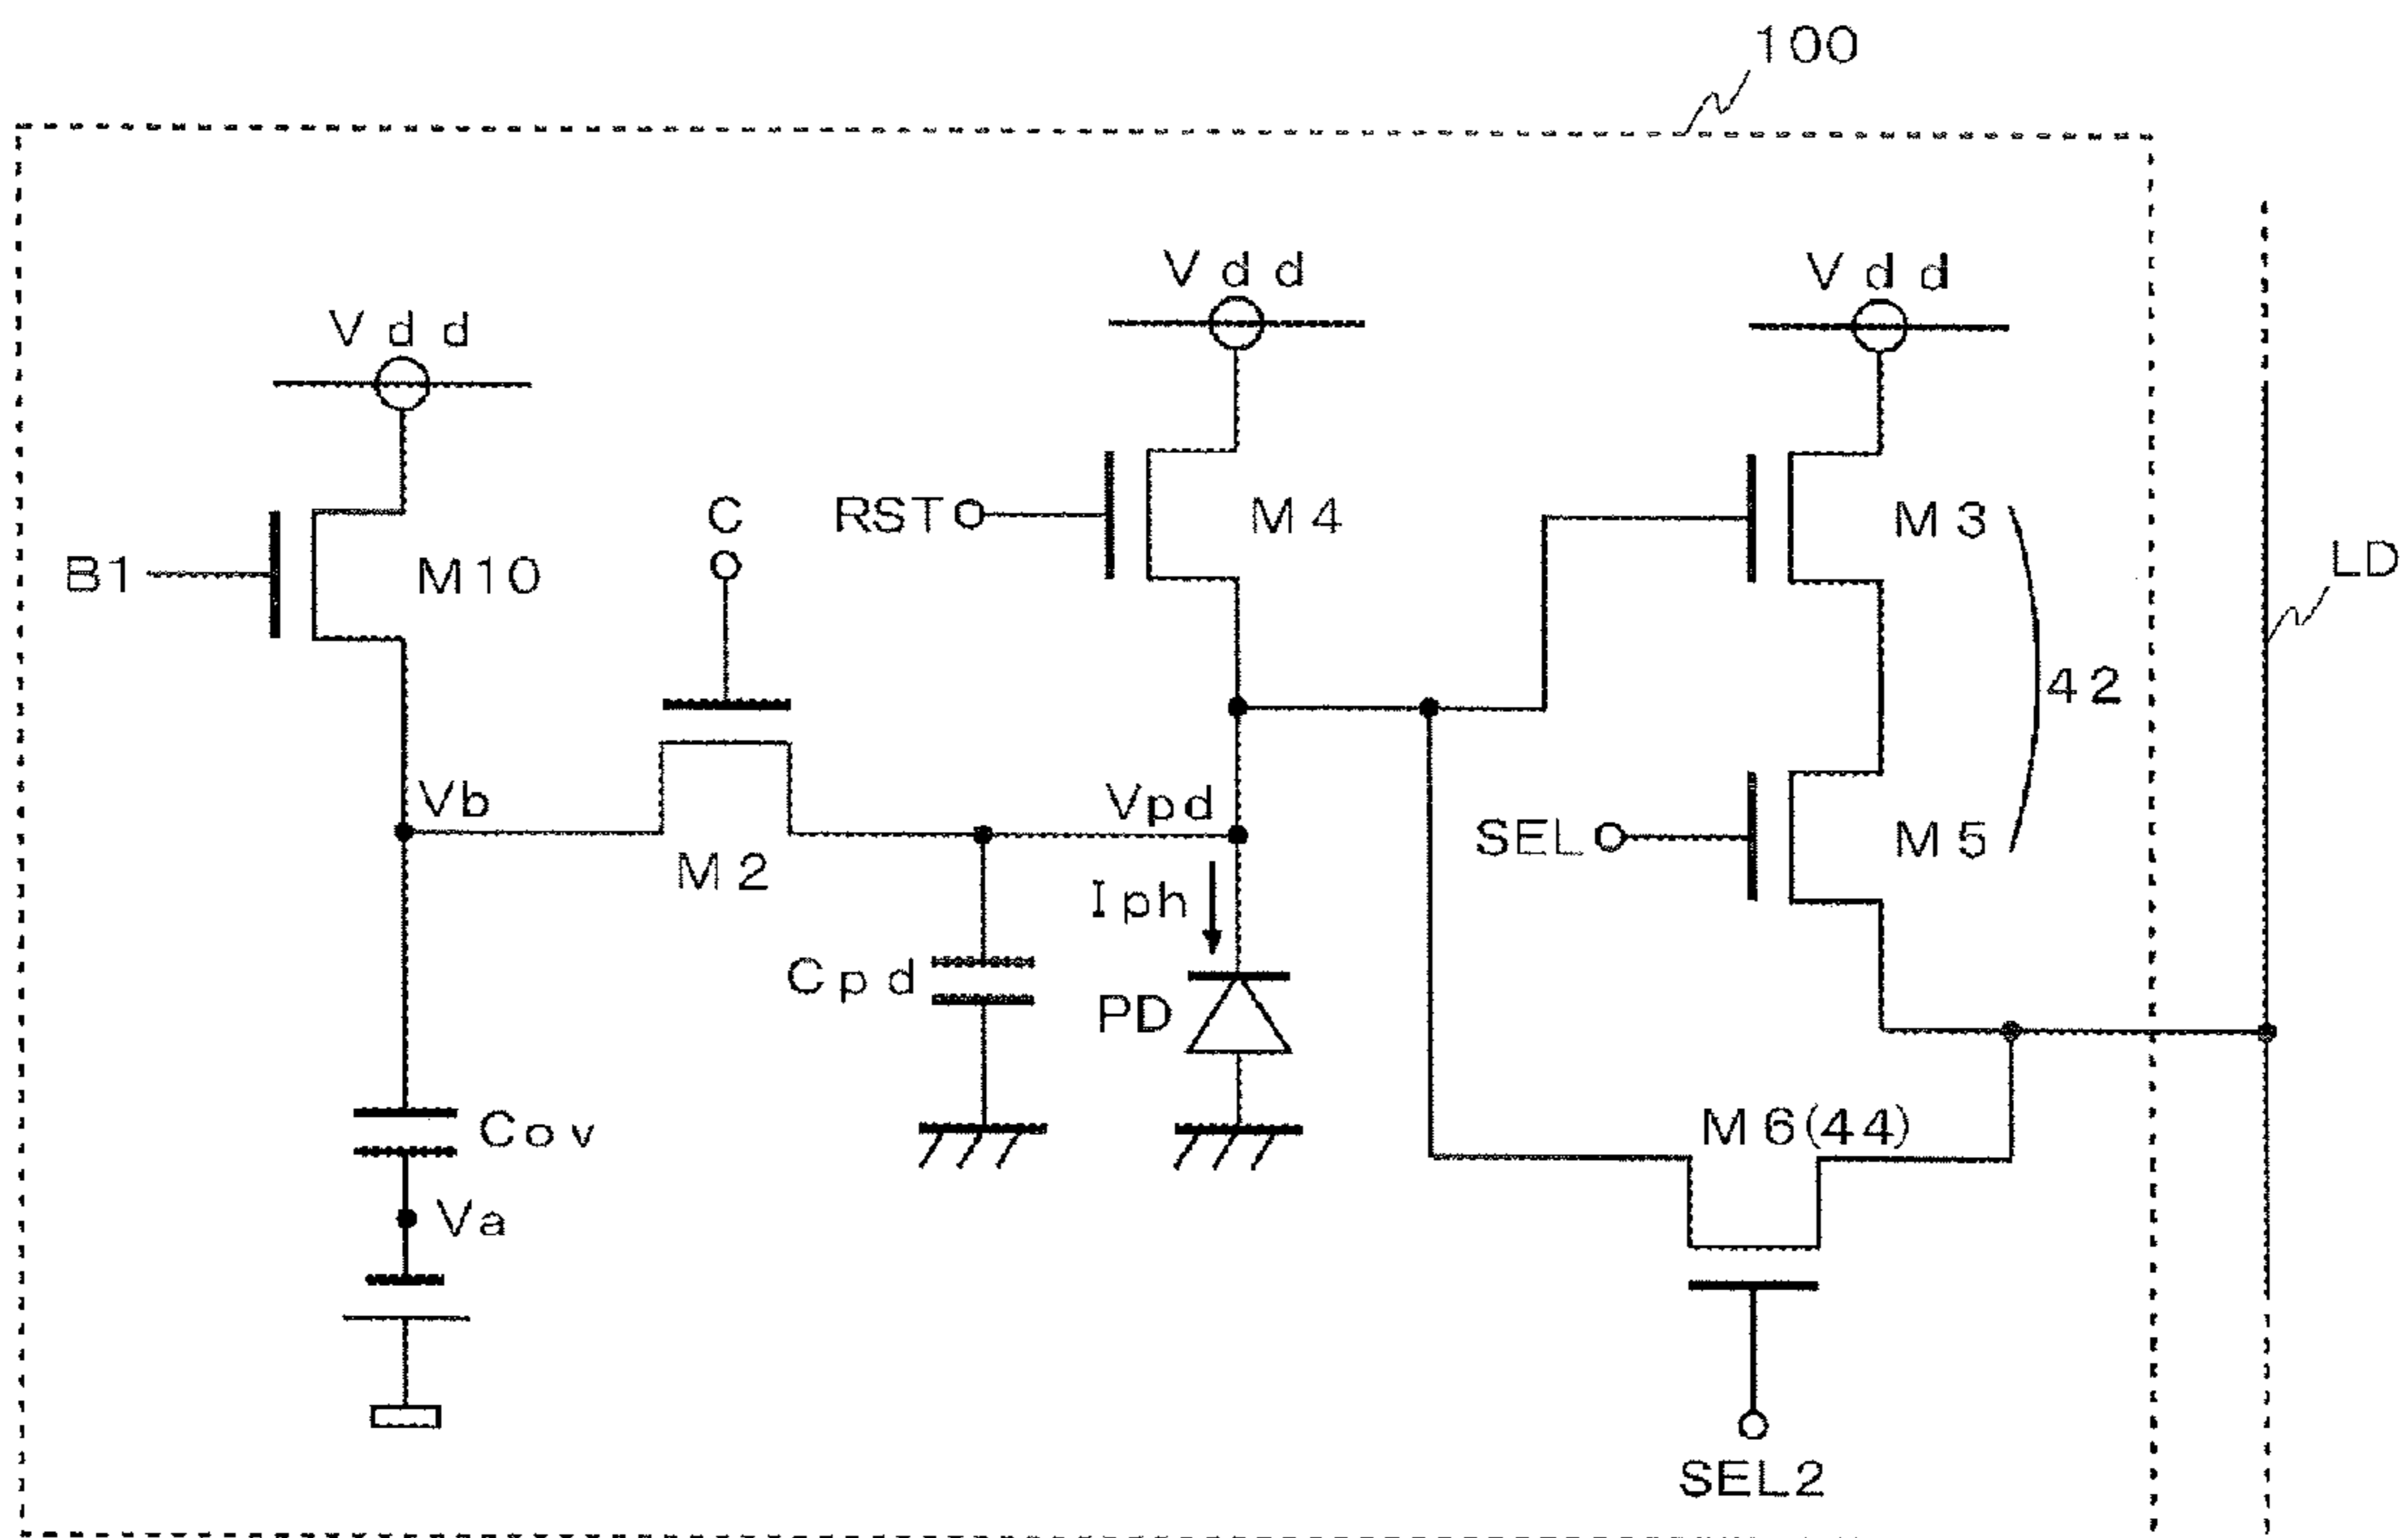 100
Vdd
Vdd
Vdd
C
RST
M4
M3
B1
M10
LD
42
Vb
Vpd
SEL
M5
M2
Iph
Cpd
PD
Cov
M6(44)
Va
SEL2